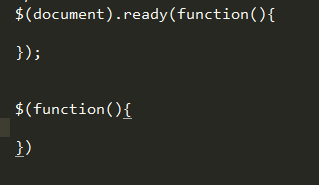 $(document).ready(function(){
});
$(function(){
})